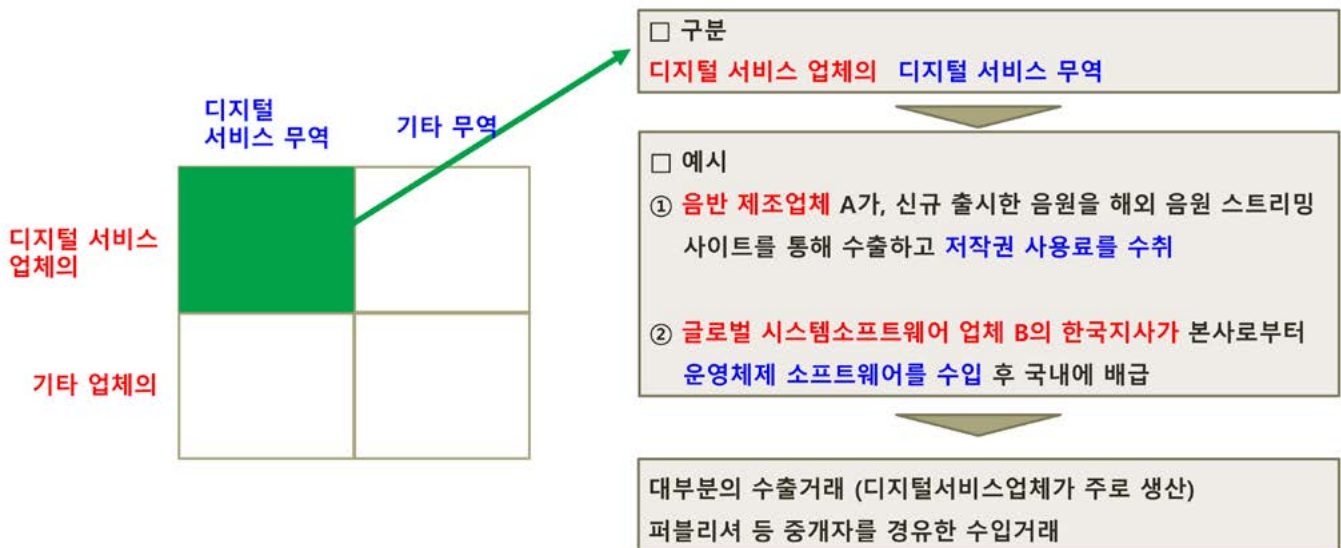 디지털
서비스 무역
기타 무역
디지털 서비스
업체의
기타 업체의
□ 구분
디지털 서비스 업체의 디지털 서비스 무역
□ 예시
① 음반 제조업체 A가, 신규 출시한 음원을 해외 음원 스트리밍
사이트를 통해 수출하고 저작권 사용료를 수취
② 글로벌 시스템소프트웨어 업체 B의 한국지사가 본사로부터
운영체제 소프트웨어를 수입 후 국내에 배급
대부분의 수출거래 (디지털서비스업체가 주로 생산)
퍼블리셔 등 중개자를 경유한 수입거래